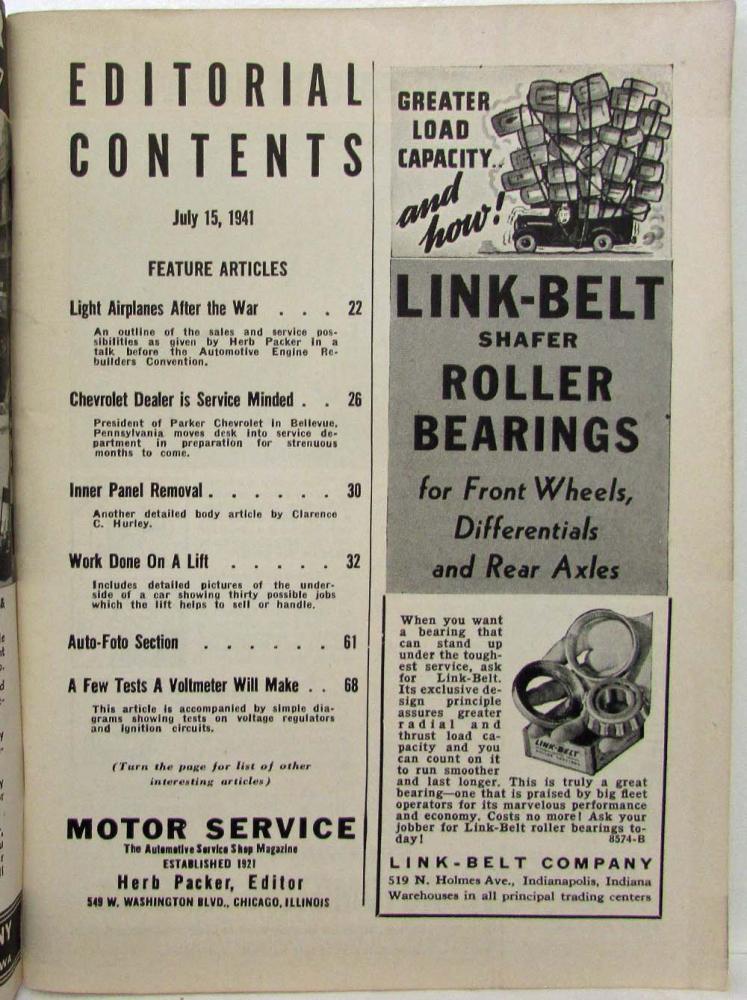 EDITORIAL
CONTENTS
July 15, 1941
FEATURE ARTICLES
Light Airplanes After the War . . . 22
An outline of the sales and service pos-
sibilities as given by Herb Packer in a
talk before the Automotive Engine Re-
builders Convention.
Chevrolet Dealer is Service Minded . . 26
President of Parker Chevrolet in Bellevue,
Pennsylvania moves desk into service de-
partment in preparation for strenuous
months to come.
Inner Panel Removal . . . . . . 30
Another detailed body article by Clarence
C. Hurley.
Work Done On A Lift . . . . . 32
Includes detailed pictures of the under-
side of a car showing thirty possible jobs
which the lift helps to sell or handle.
Auto-Foto Section . . . . . . 61
A Few Tests A Voltmeter Will Make . . 68
This article is accompanied by simple dia-
grams showing tests on voltage regulators
and ignition circuits.
(Turn the page for list of other
interesting articles)
MOTOR SERVICE
The Automotive Service Shop Magazine
ESTABLISHED 1921
Herb Packer, Editor
549 W. WASHINGTON BLVD., CHICAGO, ILLINOIS
GREATER
LOAD
CAPACITY..
and
how!
LINK-BELT
SHAFER
ROLLER
BEARINGS
for Front Wheels,
Differentials
and Rear Axles
When you want
a bearing that
can stand up
under the tough-
est service, ask
for Link-Belt.
Its exclusive de-
sign principle
assures greater
radial and
thrust load ca-
pacity and you
can count on it
to run smoother
and last longer. This is truly a great
bearing—one that is praised by big fleet
operators for its marvelous performance
and economy. Costs no more! Ask your
jobber for Link-Belt roller bearings to-
day! 8574-B
LINK-BELT
LINK-BELT COMPANY
519 N. Holmes Ave., Indianapolis, Indiana
Warehouses in all principal trading centers